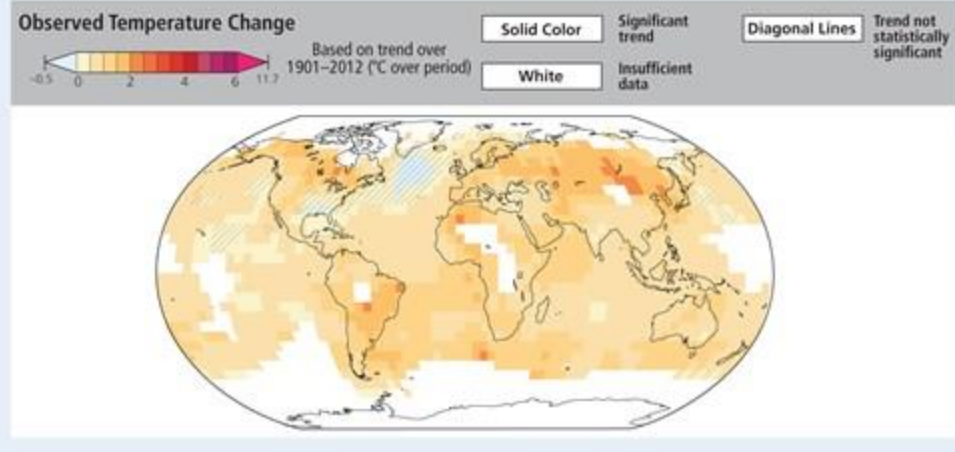 Observed Temperature Change
-0.5 0 2 4 6 11.7
Based on trend over
1901–2012 (°C over period)
Solid Color
Significant
trend
White
Insufficient
data
Diagonal Lines
Trend not
statistically
significant